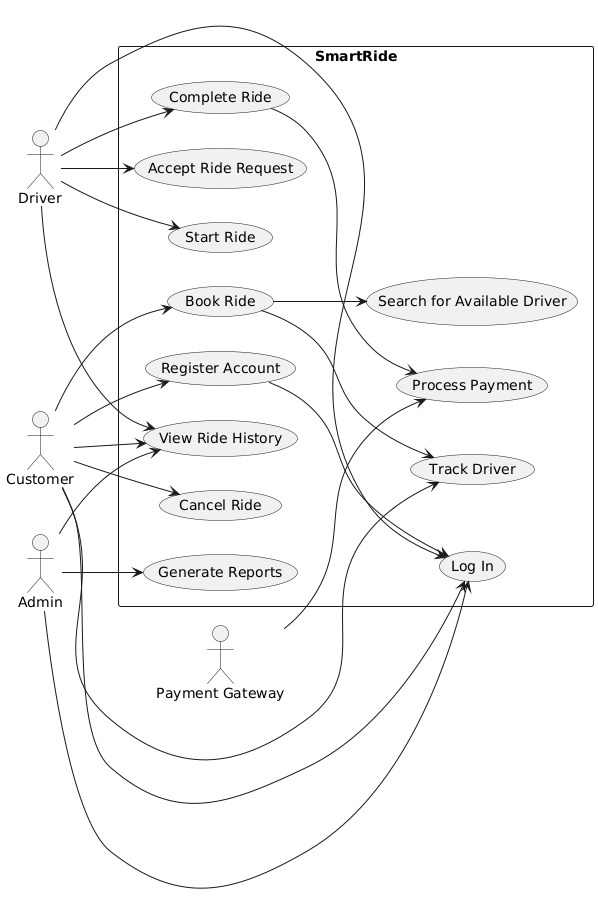 SmartRide
Complete Ride
Driver
Accept Ride Request
Start Ride
Book Ride
Search for Available Driver
Register Account
Process Payment
Customer
View Ride History
Track Driver
Cancel Ride
Admin
Generate Reports
Log In
Payment Gateway